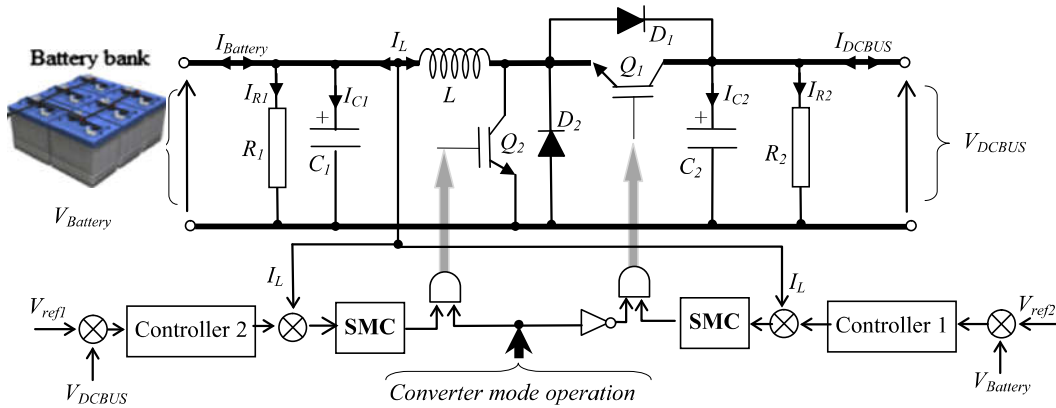 Battery bank
I_Battery
I_L
D_1
I_DCBUS
Q_1
I_R1
I_C1
L
I_C2
I_R2
+
D_2
+
R_1
C_1
Q_2
C_2
R_2
V_DCBUS
V_Battery
I_L
I_L
V_ref1
Controller 2
SMC
SMC
Controller 1
V_ref2
V_DCBUS
Converter mode operation
V_Battery